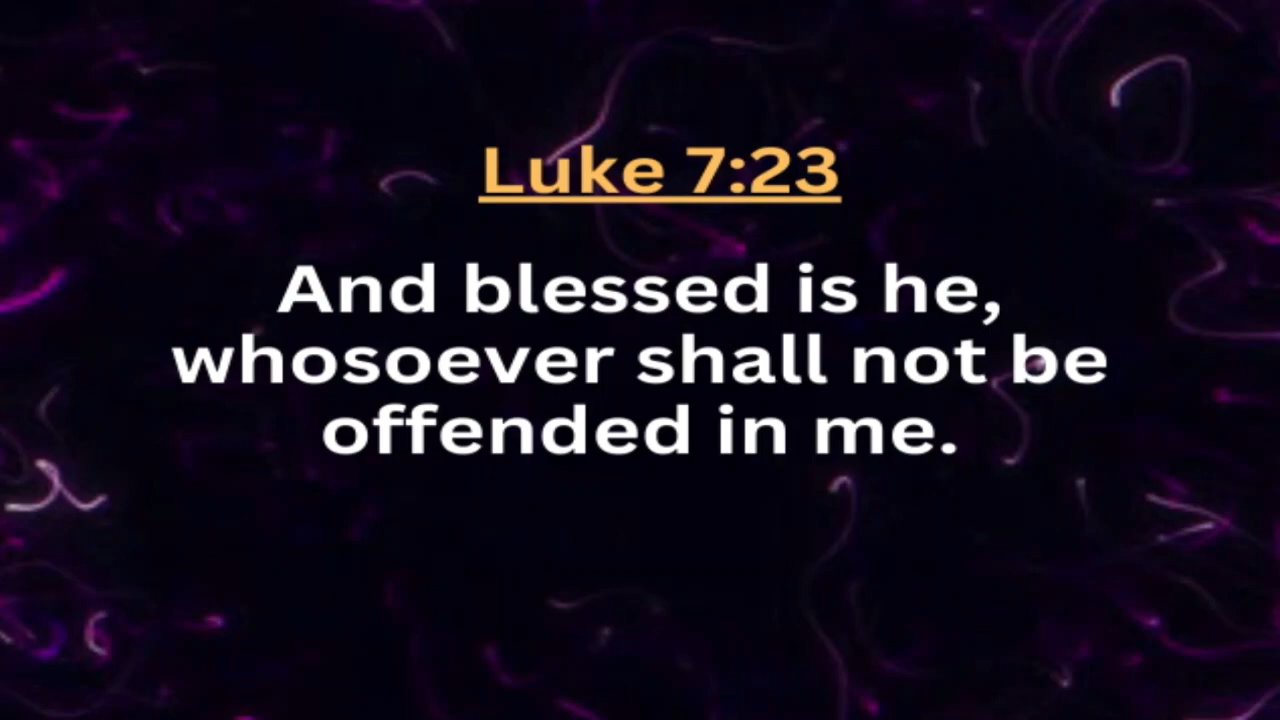 Luke 7:23
And blessed is he,
whosoever shall not be
offended in me.